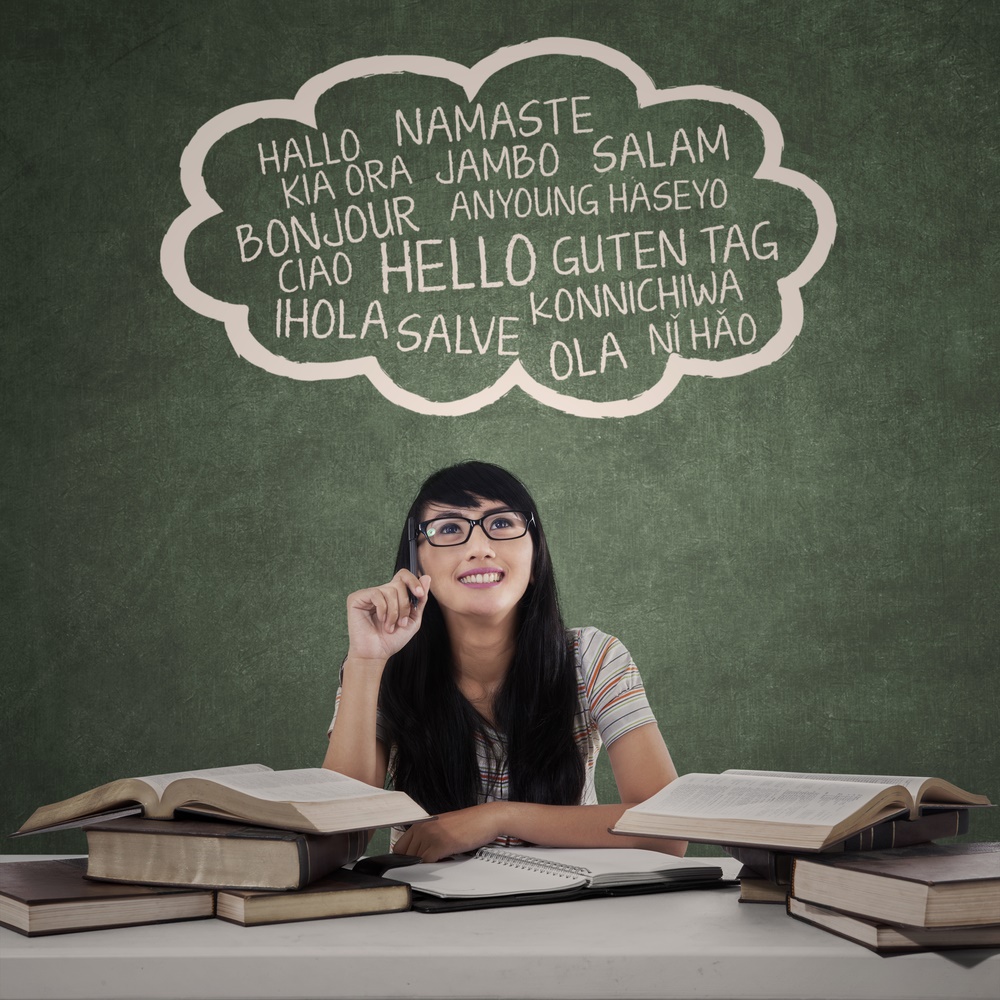 HALLO NAMASTE
KIA ORA JAMBO SALAM
BONJOUR ANYOUNG HASEYO
CIAO HELLO GUTEN TAG
IHOLA SALVE KONNICHIWA
OLA NǏ HǍO